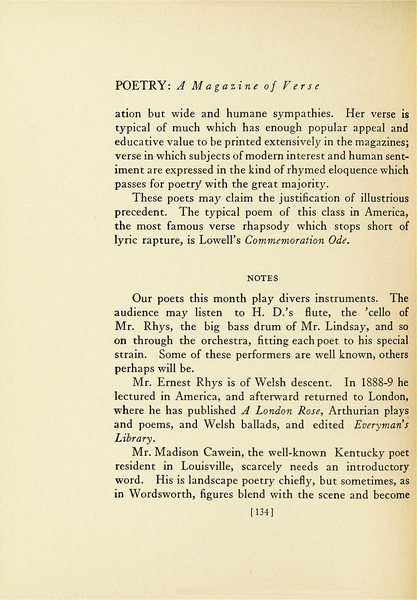 POETRY: A Magazine of Verse
ation but wide and humane sympathies. Her verse is
typical of much which has enough popular appeal and
educative value to be printed extensively in the magazines;
verse in which subjects of modern interest and human sent-
iment are expressed in the kind of rhymed eloquence which
passes for poetry with the great majority.
These poets may claim the justification of illustrious
precedent. The typical poem of this class in America,
the most famous verse rhapsody which stops short of
lyric rapture, is Lowell's Commemoration Ode.
NOTES
Our poets this month play divers instruments. The
audience may listen to H. D.'s flute, the 'cello of
Mr. Rhys, the big bass drum of Mr. Lindsay, and so
on through the orchestra, fitting each poet to his special
strain. Some of these performers are well known, others
perhaps will be.
Mr. Ernest Rhys is of Welsh descent. In 1888-9 he
lectured in America, and afterward returned to London,
where he has published A London Rose, Arthurian plays
and poems, and Welsh ballads, and edited Everyman's
Library.
Mr. Madison Cawein, the well-known Kentucky poet
resident in Louisville, scarcely needs an introductory
word. His is landscape poetry chiefly, but sometimes, as
in Wordsworth, figures blend with the scene and become
[134]